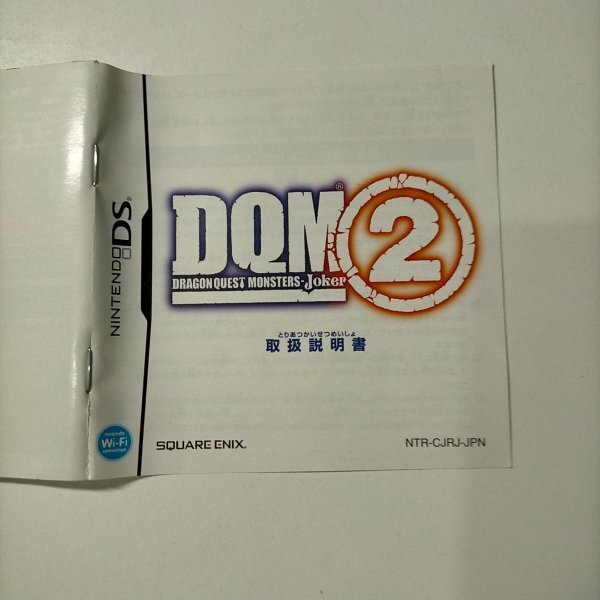 NINTENDO DS®
nintendo
Wi-Fi
connection
DQM®2
DRAGON QUEST MONSTERS-Joker
とりあつかいせつめいしょ
取扱説明書
SQUARE ENIX®
NTR-CJRJ-JPN